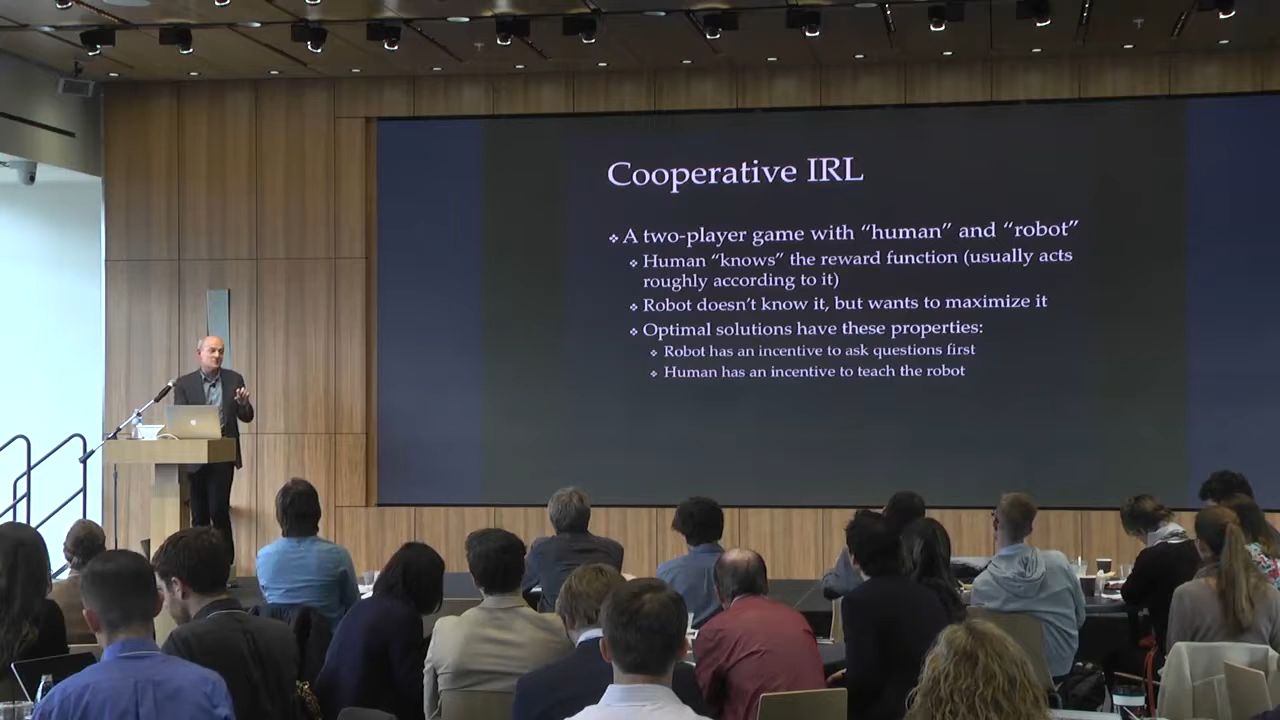 Cooperative IRL
❖ A two-player game with “human” and “robot”
❖ Human “knows” the reward function (usually acts
roughly according to it)
❖ Robot doesn’t know it, but wants to maximize it
❖ Optimal solutions have these properties:
❖ Robot has an incentive to ask questions first
❖ Human has an incentive to teach the robot